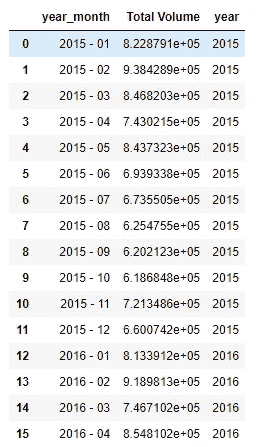 year_month Total Volume year
0 2015 - 01 8.228791e+05 2015
1 2015 - 02 9.384289e+05 2015
2 2015 - 03 8.468203e+05 2015
3 2015 - 04 7.430215e+05 2015
4 2015 - 05 8.437323e+05 2015
5 2015 - 06 6.939338e+05 2015
6 2015 - 07 6.735505e+05 2015
7 2015 - 08 6.254755e+05 2015
8 2015 - 09 6.202123e+05 2015
9 2015 - 10 6.186848e+05 2015
10 2015 - 11 7.213486e+05 2015
11 2015 - 12 6.600742e+05 2015
12 2016 - 01 8.133912e+05 2016
13 2016 - 02 9.189813e+05 2016
14 2016 - 03 7.467102e+05 2016
15 2016 - 04 8.548102e+05 2016